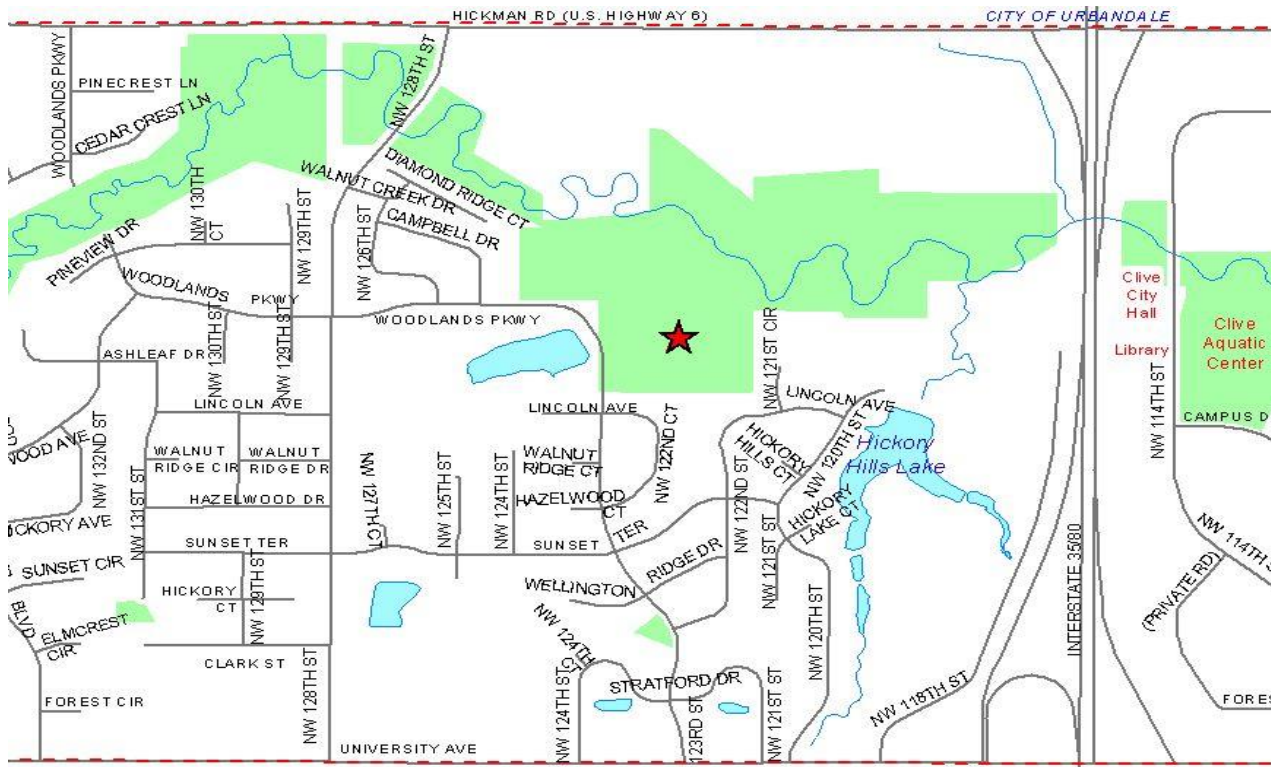 HICKMAN RD (U.S. HIGHWAY 6)
CITY OF URBANDALE
WOODLANDS PKWY
PINECREST LN
CEDAR CREST LN
NW 128TH ST
DIAMOND RIDGE CT
WALNUT CREEK DR
CAMPBELL DR
NW 130TH
CT
NW 129TH ST
NW 126TH ST
PINEVIEW DR
WOODLANDS
PKWY
WOODLANDS PKWY
NW 130TH ST
NW 129TH ST
ASHLEAF DR
NW 121ST CIR
Clive
City
Hall
Library
Clive
Aquatic
Center
NW 114TH ST
CAMPUS D
LINCOLN AVE
LINCOLN AVE
LINCOLN AVE
WOOD AVE
NW 132ND ST
WALNUT
RIDGE CIR
WALNUT
RIDGE DR
HAZELWOOD DR
NW 131ST ST
NW 127TH CT
NW 125TH ST
NW 124TH ST
WALNUT
RIDGE CT
HAZELWOOD
CT
NW 122ND CT
NW 122ND ST
HICKORY
HILLS CT
NW 120TH ST
Hickory
Hills Lake
HICKORY
LAKE CT
ICKORY AVE
SUNSET TER
SUNSET
TER
SUNSET CIR
HICKORY
CT
NW 129TH ST
WELLINGTON
RIDGE DR
NW 121ST ST
NW 120TH ST
INTERSTATE 35/80
NW 114TH S
(PRIVATE RD)
BLVD
ELMCREST
CIR
CLARK ST
NW 128TH ST
NW 124TH
CT
NW 124TH ST
STRATFORD DR
123RD ST
NW 121ST ST
NW 118TH ST
FOREST CIR
FORES
UNIVERSITY AVE